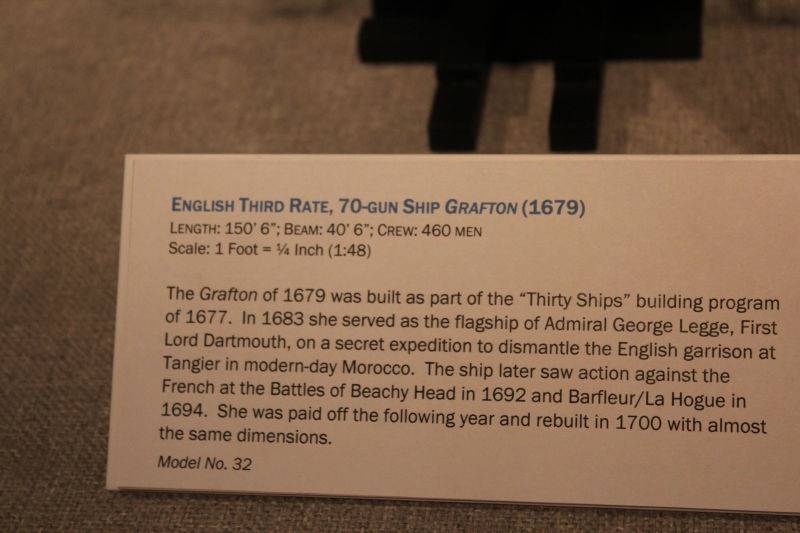 ENGLISH THIRD RATE, 70-GUN SHIP GRAFTON (1679)
LENGTH: 150' 6"; BEAM: 40' 6"; CREW: 460 MEN
Scale: 1 Foot = ¼ Inch (1:48)
The Grafton of 1679 was built as part of the “Thirty Ships” building program
of 1677. In 1683 she served as the flagship of Admiral George Legge, First
Lord Dartmouth, on a secret expedition to dismantle the English garrison at
Tangier in modern-day Morocco. The ship later saw action against the
French at the Battles of Beachy Head in 1692 and Barfleur/La Hogue in
1694. She was paid off the following year and rebuilt in 1700 with almost
the same dimensions.
Model No. 32